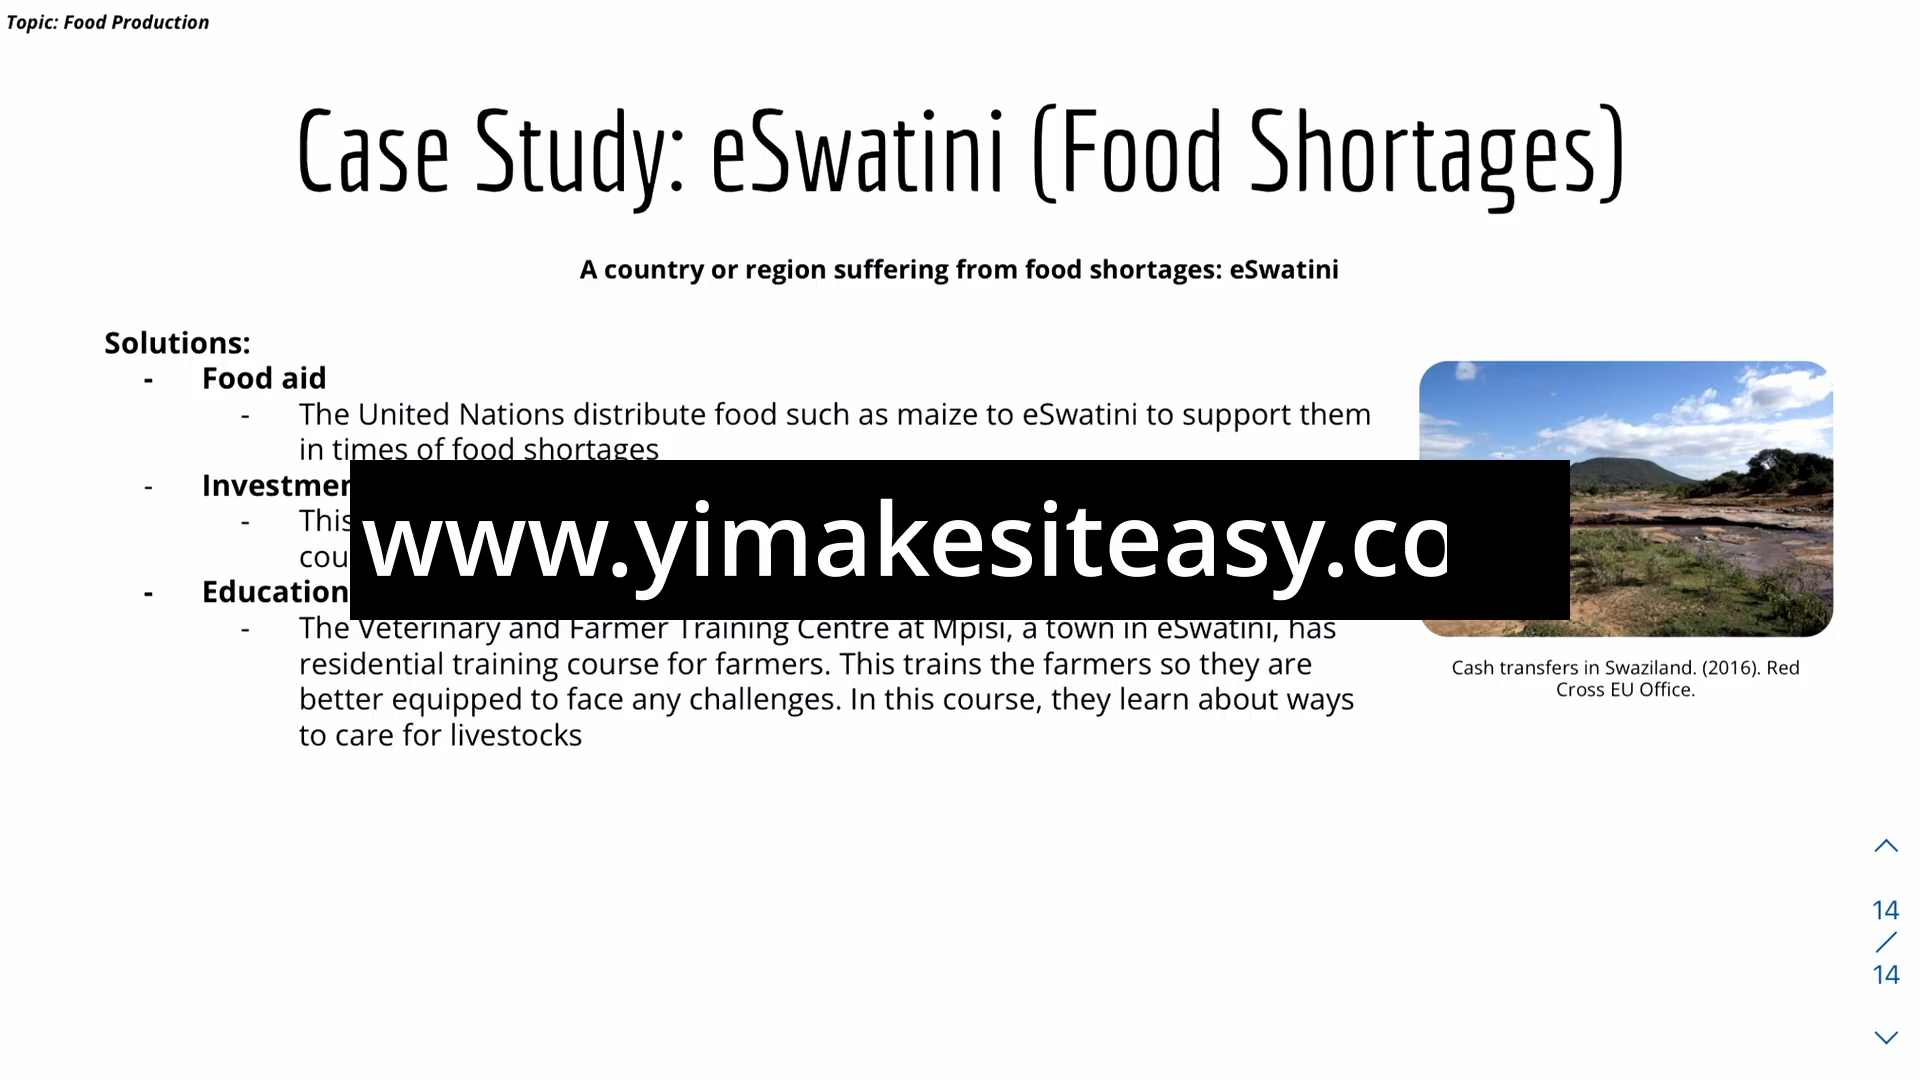 Topic: Food Production
Case Study: eSwatini (Food Shortages)
A country or region suffering from food shortages: eSwatini
Solutions:
- Food aid
- The United Nations distribute food such as maize to eSwatini to support them
in times of food shortages
-
- This
www.yimakesiteasy.co
- Education
- The Veterinary and Farmer Training Centre at Mpisi, a town in eSwatini, has
residential training course for farmers. This trains the farmers so they are
better equipped to face any challenges. In this course, they learn about ways
to care for livestocks
Cash transfers in Swaziland. (2016). Red
Cross EU Office.
14
/
14